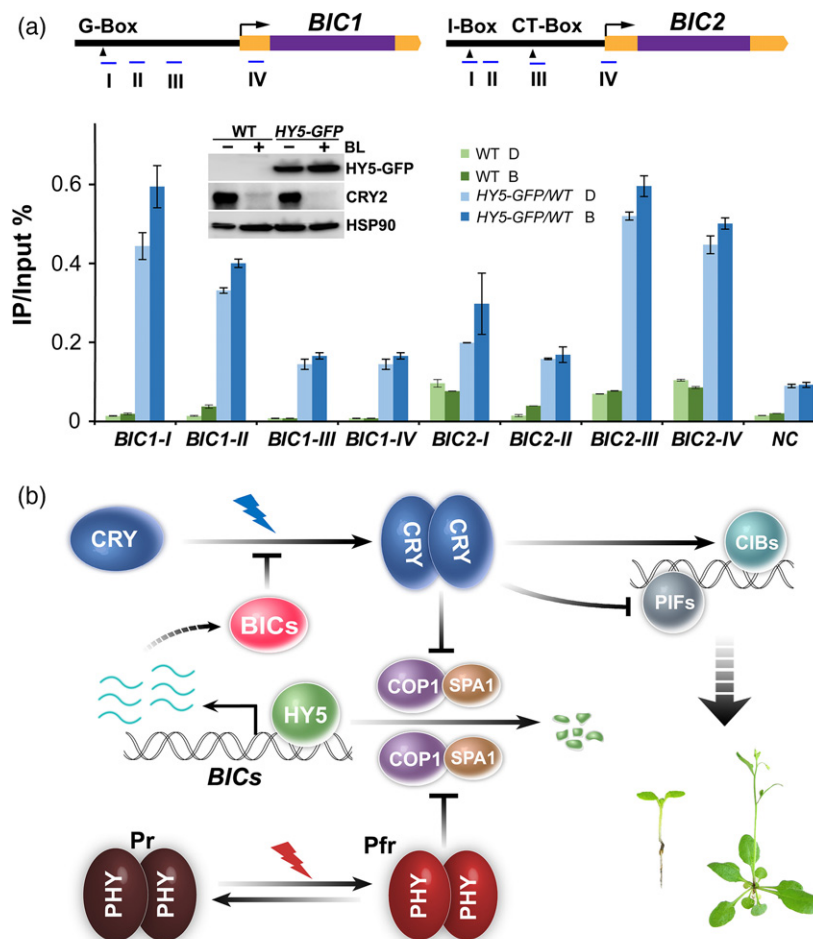 (a)
G-Box BIC1 I-Box CT-Box BIC2
I II III IV I II III IV
WT HY5-GFP
− + − + BL
HY5-GFP
CRY2
HSP90
WT D
WT B
HY5-GFP/WT D
HY5-GFP/WT B
IP/Input %
0.6
0.4
0.2
0
BIC1-I BIC1-II BIC1-III BIC1-IV BIC2-I BIC2-II BIC2-III BIC2-IV NC
(b)
CRY CRY CRY CIBs
PIFs
BICs
COP1 SPA1
HY5
COP1 SPA1
BICs
Pr Pfr
PHY PHY PHY PHY